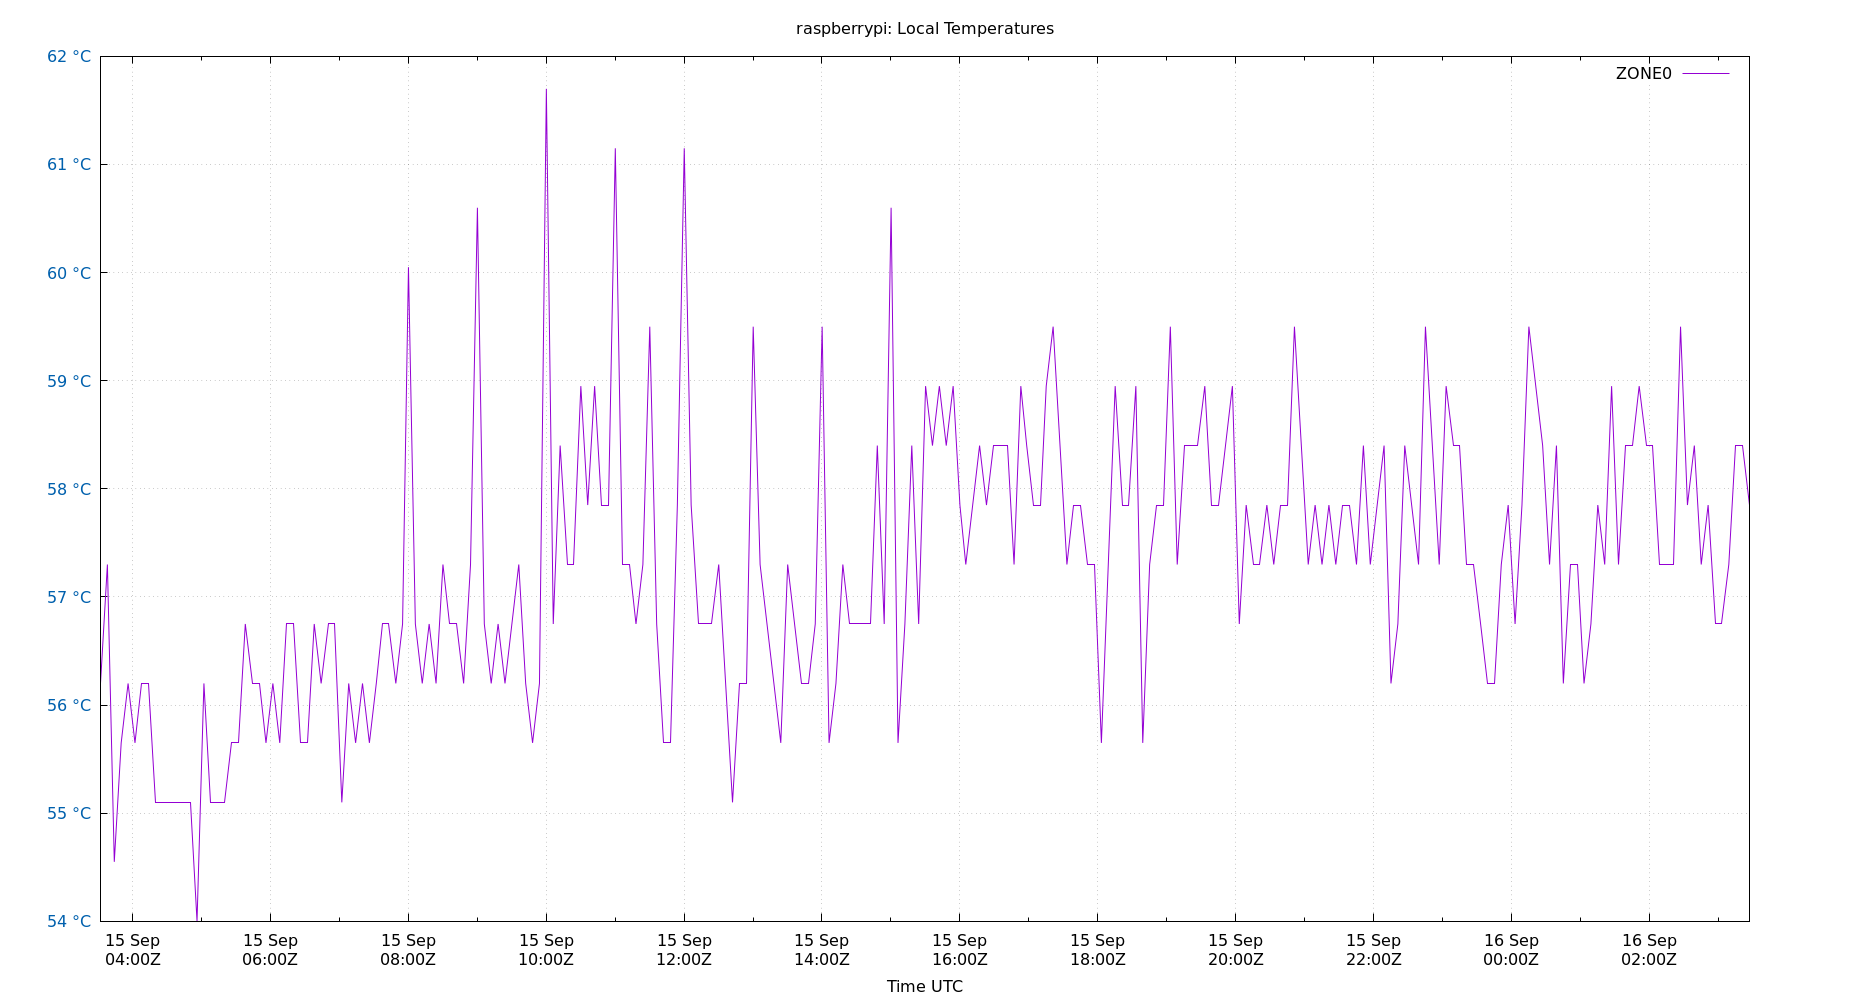 raspberrypi: Local Temperatures
62 °C
61 °C
60 °C
59 °C
58 °C
57 °C
56 °C
55 °C
54 °C
ZONE0
15 Sep 15 Sep 15 Sep 15 Sep 15 Sep 15 Sep 15 Sep 15 Sep 15 Sep 15 Sep 16 Sep 16 Sep
04:00Z 06:00Z 08:00Z 10:00Z 12:00Z 14:00Z 16:00Z 18:00Z 20:00Z 22:00Z 00:00Z 02:00Z
Time UTC